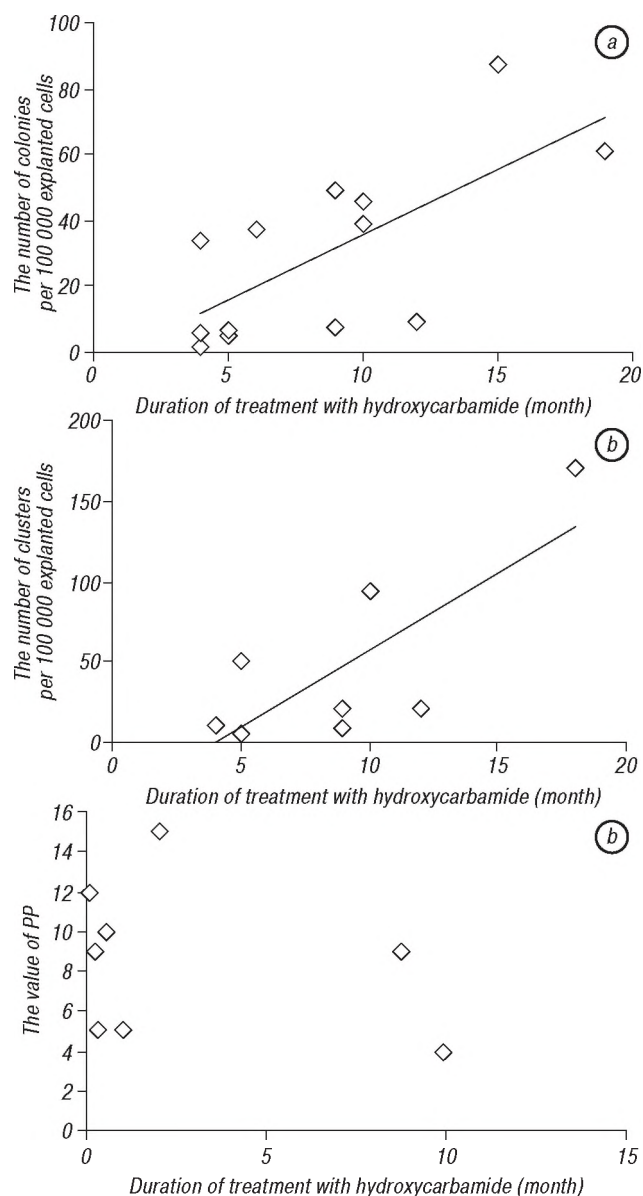 a
100
80
60
40
20
0
The number of colonies
per 100 000 explanted cells
0 5 10 15 20
Duration of treatment with hydroxycarbamide (month)
b
200
150
100
50
0
The number of clusters
per 100 000 explanted cells
0 5 10 15 20
Duration of treatment with hydroxycarbamide (month)
b
16
14
12
10
8
6
4
2
0
The value of PP
0 5 10 15
Duration of treatment with hydroxycarbamide (month)